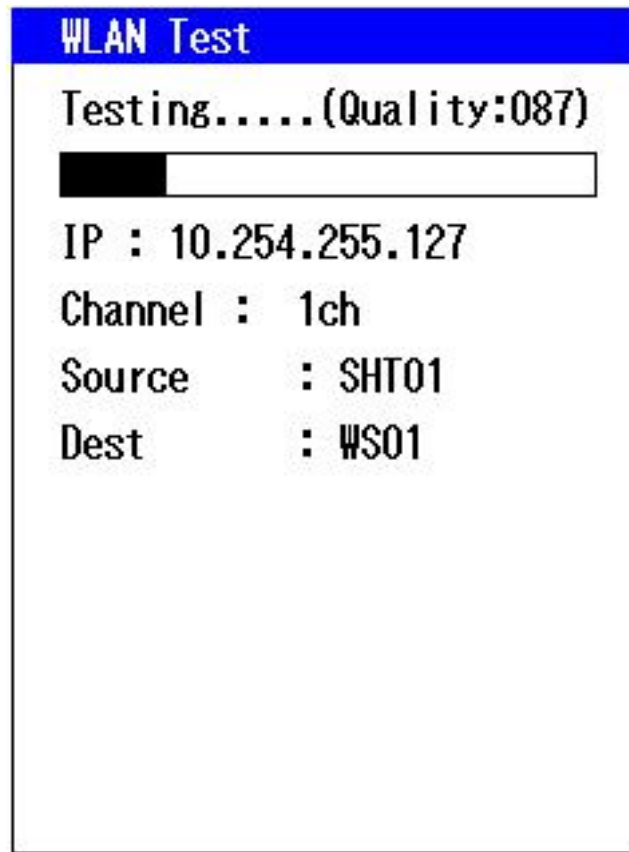 WLAN Test
Testing.....(Quality:087)
IP : 10.254.255.127
Channel : 1ch
Source : SHT01
Dest : WS01